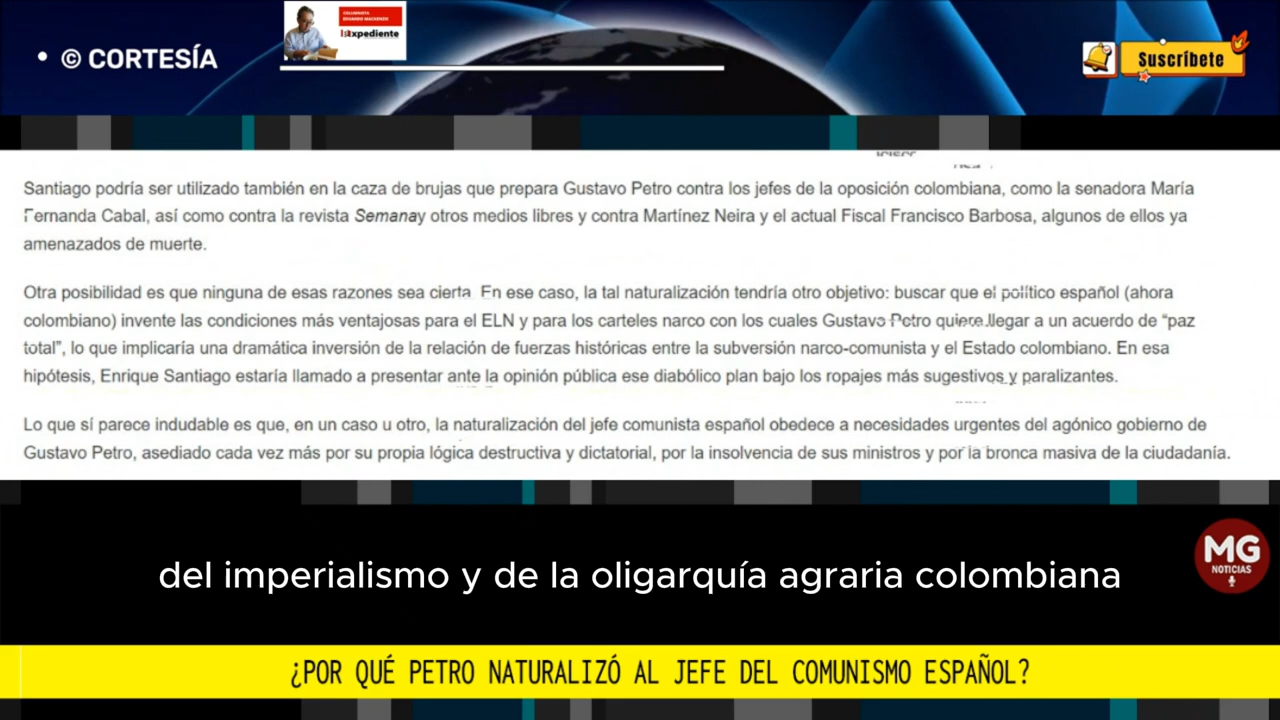 • © CORTESÍA
COLUMNISTA
EDUARDO MACKENZIE
Expediente
Suscríbete
Santiago podría ser utilizado también en la caza de brujas que prepara Gustavo Petro contra los jefes de la oposición colombiana, como la senadora María
Fernanda Cabal, así como contra la revista Semanay otros medios libres y contra Martínez Neira y el actual Fiscal Francisco Barbosa, algunos de ellos ya
amenazados de muerte.
Otra posibilidad es que ninguna de esas razones sea cierta. En ese caso, la tal naturalización tendría otro objetivo: buscar que el político español (ahora
colombiano) invente las condiciones más ventajosas para el ELN y para los carteles narco con los cuales Gustavo Petro quiere llegar a un acuerdo de “paz
total”, lo que implicaría una dramática inversión de la relación de fuerzas históricas entre la subversión narco-comunista y el Estado colombiano. En esa
hipótesis, Enrique Santiago estaría llamado a presentar ante la opinión pública ese diabólico plan bajo los ropajes más sugestivos y paralizantes.
Lo que sí parece indudable es que, en un caso u otro, la naturalización del jefe comunista español obedece a necesidades urgentes del agónico gobierno de
Gustavo Petro, asediado cada vez más por su propia lógica destructiva y dictatorial, por la insolvencia de sus ministros y por la bronca masiva de la ciudadanía.
del imperialismo y de la oligarquía agraria colombiana
MG
NOTICIAS
¿POR QUÉ PETRO NATURALIZÓ AL JEFE DEL COMUNISMO ESPAÑOL?